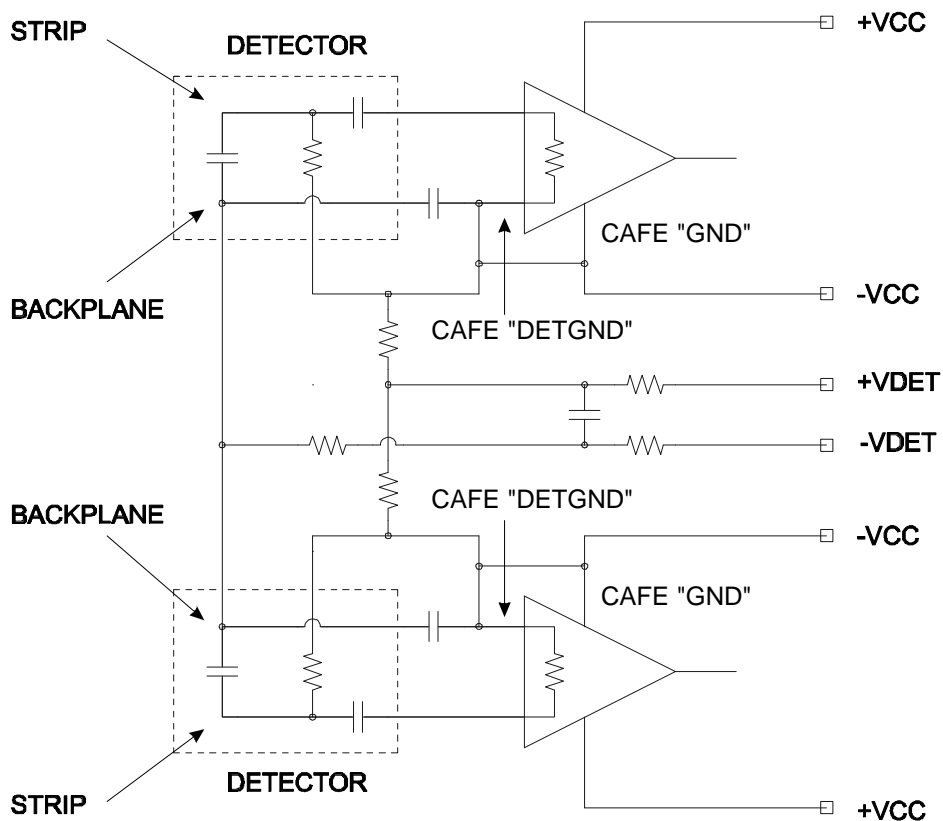 STRIP
DETECTOR
+VCC
CAFE "GND"
BACKPLANE
-VCC
CAFE "DETGND"
+VDET
-VDET
CAFE "DETGND"
BACKPLANE
-VCC
CAFE "GND"
DETECTOR
STRIP
+VCC